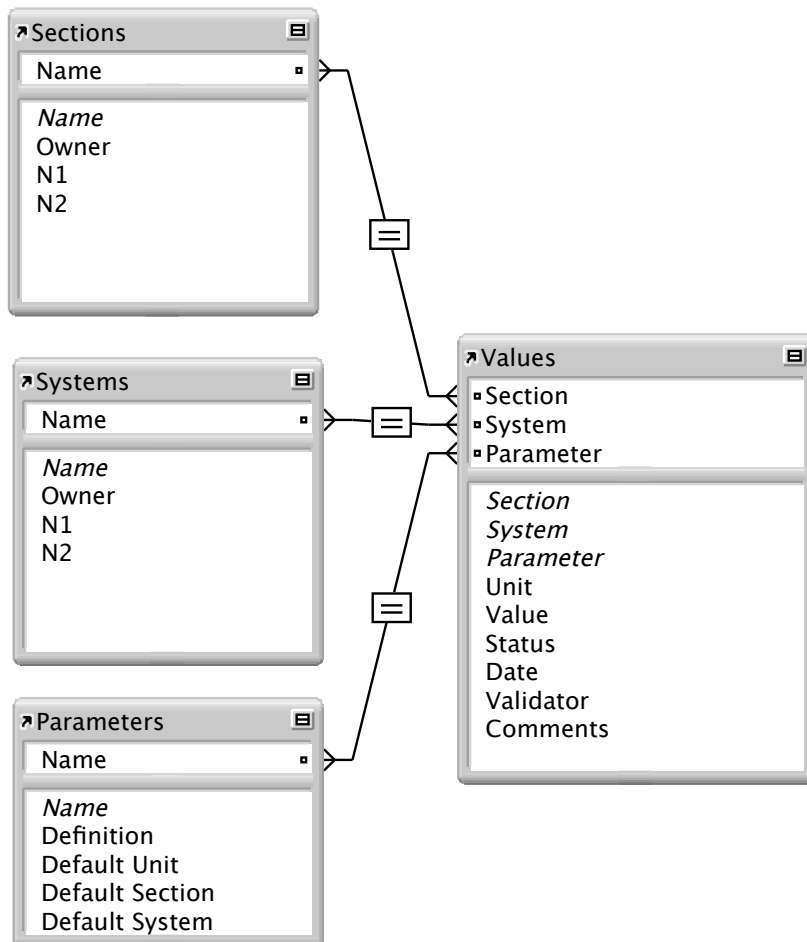 Sections
Name
Name
Owner
N1
N2
Systems
Name
Name
Owner
N1
N2
Parameters
Name
Name
Definition
Default Unit
Default Section
Default System
Values
Section
System
Parameter
Section
System
Parameter
Unit
Value
Status
Date
Validator
Comments
=
=
=